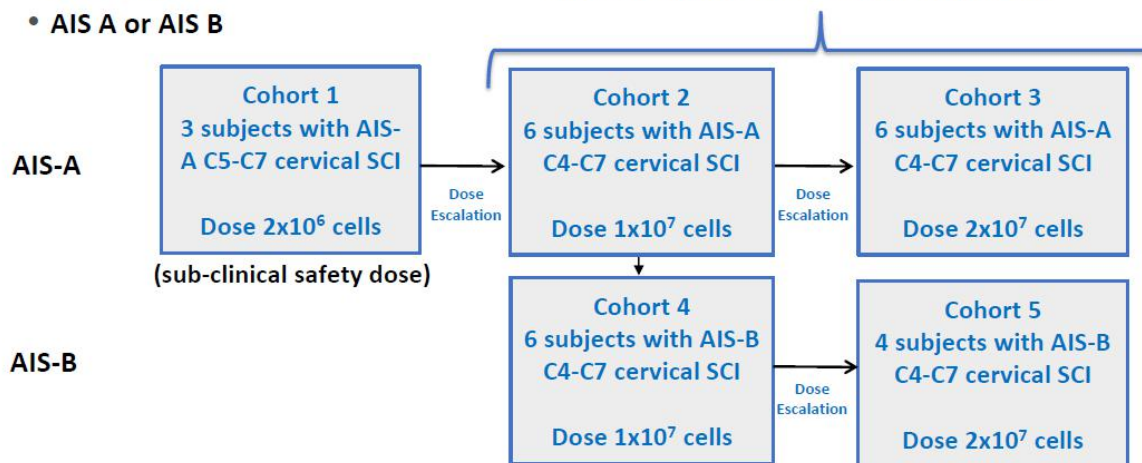 • AIS A or AIS B
AIS-A
Cohort 1
3 subjects with AIS-
A C5-C7 cervical SCI
Dose 2x10⁶ cells
(sub-clinical safety dose)
Dose
Escalation
Cohort 2
6 subjects with AIS-A
C4-C7 cervical SCI
Dose 1x10⁷ cells
Dose
Escalation
Cohort 3
6 subjects with AIS-A
C4-C7 cervical SCI
Dose 2x10⁷ cells
AIS-B
Cohort 4
6 subjects with AIS-B
C4-C7 cervical SCI
Dose 1x10⁷ cells
Dose
Escalation
Cohort 5
4 subjects with AIS-B
C4-C7 cervical SCI
Dose 2x10⁷ cells